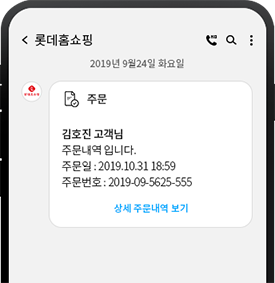 롯데홈쇼핑
2019년 9월24일 화요일
주문
김호진 고객님
주문내역 입니다.
주문일 : 2019.10.31 18:59
주문번호 : 2019-09-5625-555
상세 주문내역 보기